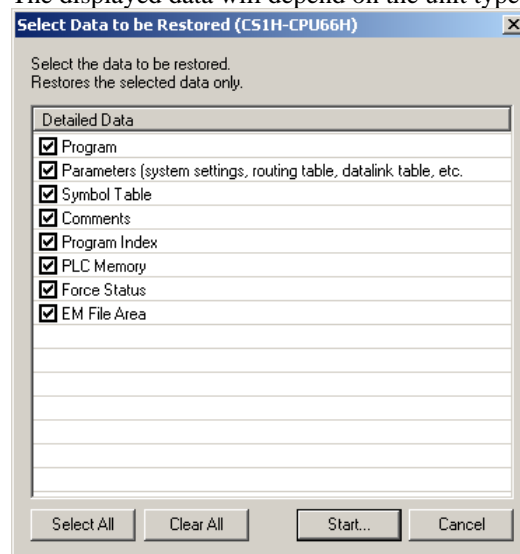 The displayed data will depend on the unit type
Select Data to be Restored (CS1H-CPU66H)
Select the data to be restored.
Restores the selected data only.
Detailed Data
Program
Parameters (system settings, routing table, datalink table, etc.
Symbol Table
Comments
Program Index
PLC Memory
Force Status
EM File Area
Select All Clear All Start... Cancel